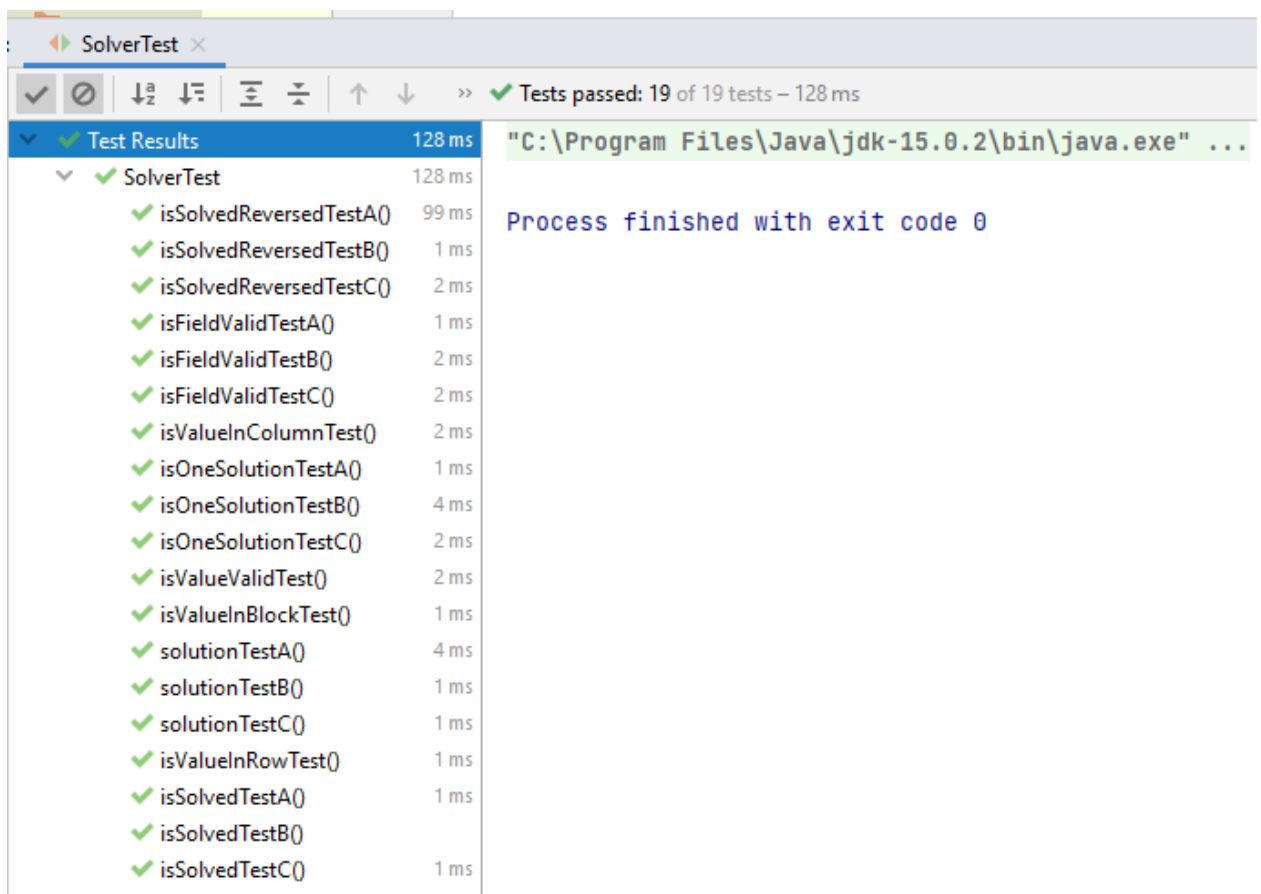 SolverTest
Tests passed: 19 of 19 tests – 128 ms
Test Results 128 ms
SolverTest 128 ms
isSolvedReversedTestA() 99 ms
isSolvedReversedTestB() 1 ms
isSolvedReversedTestC() 2 ms
isFieldValidTestA() 1 ms
isFieldValidTestB() 2 ms
isFieldValidTestC() 2 ms
isValueInColumnTest() 2 ms
isOneSolutionTestA() 1 ms
isOneSolutionTestB() 4 ms
isOneSolutionTestC() 2 ms
isValueValidTest() 2 ms
isValueInBlockTest() 1 ms
solutionTestA() 4 ms
solutionTestB() 1 ms
solutionTestC() 1 ms
isValueInRowTest() 1 ms
isSolvedTestA() 1 ms
isSolvedTestB()
isSolvedTestC() 1 ms
"C:\Program Files\Java\jdk-15.0.2\bin\java.exe" ...
Process finished with exit code 0